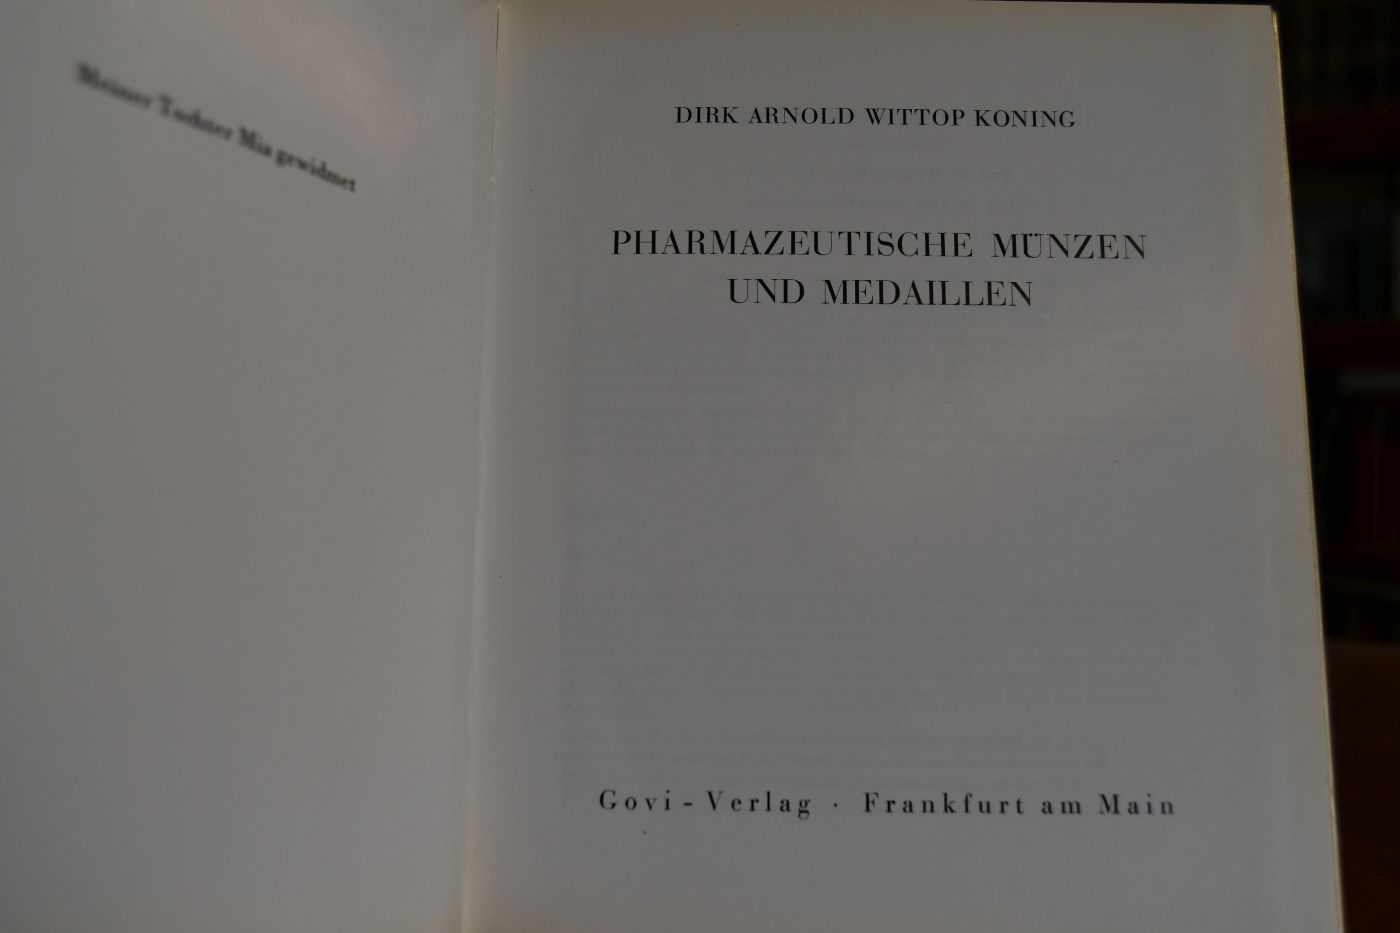 Meiner Tochter Mia gewidmet
DIRK ARNOLD WITTOP KONING
PHARMAZEUTISCHE MÜNZEN
UND MEDAILLEN
Govi-Verlag · Frankfurt am Main